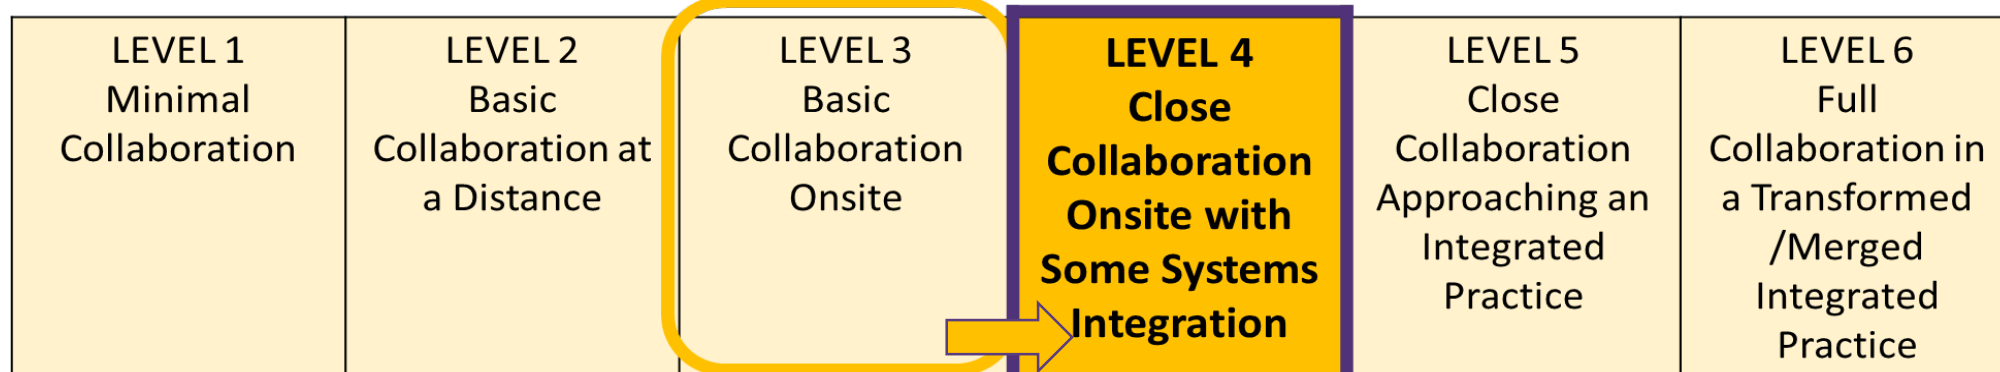 LEVEL 1
Minimal
Collaboration
LEVEL 2
Basic
Collaboration at
a Distance
LEVEL 3
Basic
Collaboration
Onsite
LEVEL 4
Close
Collaboration
Onsite with
Some Systems
Integration
LEVEL 5
Close
Collaboration
Approaching an
Integrated
Practice
LEVEL 6
Full
Collaboration in
a Transformed
/Merged
Integrated
Practice